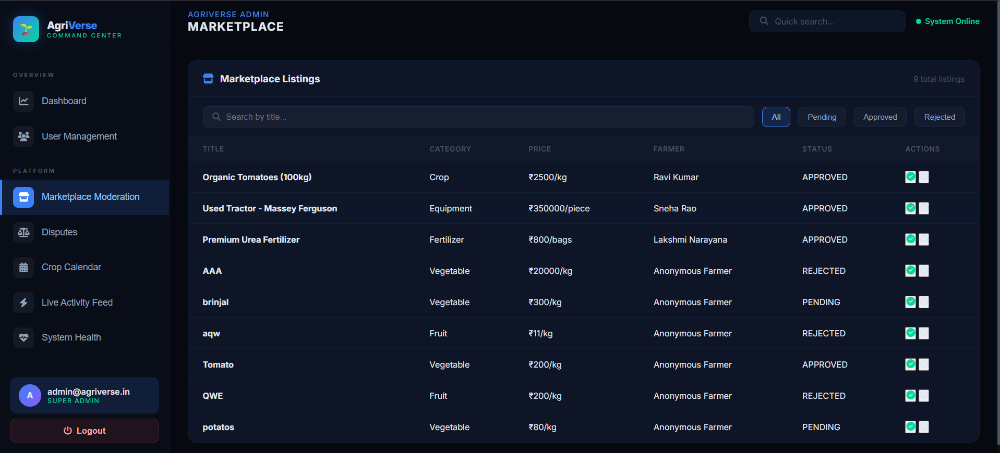 AgriVerse
COMMAND CENTER
OVERVIEW
Dashboard
User Management
PLATFORM
Marketplace Moderation
Disputes
Crop Calendar
Live Activity Feed
System Health
A
admin@agriverse.in
SUPER ADMIN
Logout
AGRIVERSE ADMIN
MARKETPLACE
Quick search...
System Online
Marketplace Listings
9 total listings
Search by title...
All Pending Approved Rejected
TITLE CATEGORY PRICE FARMER STATUS ACTIONS
Organic Tomatoes (100kg) Crop ₹2500/kg Ravi Kumar APPROVED
Used Tractor - Massey Ferguson Equipment ₹350000/piece Sneha Rao APPROVED
Premium Urea Fertilizer Fertilizer ₹800/bags Lakshmi Narayana APPROVED
AAA Vegetable ₹20000/kg Anonymous Farmer REJECTED
brinjal Vegetable ₹300/kg Anonymous Farmer PENDING
aqw Fruit ₹11/kg Anonymous Farmer REJECTED
Tomato Vegetable ₹200/kg Anonymous Farmer APPROVED
QWE Fruit ₹200/kg Anonymous Farmer REJECTED
potatos Vegetable ₹80/kg Anonymous Farmer PENDING